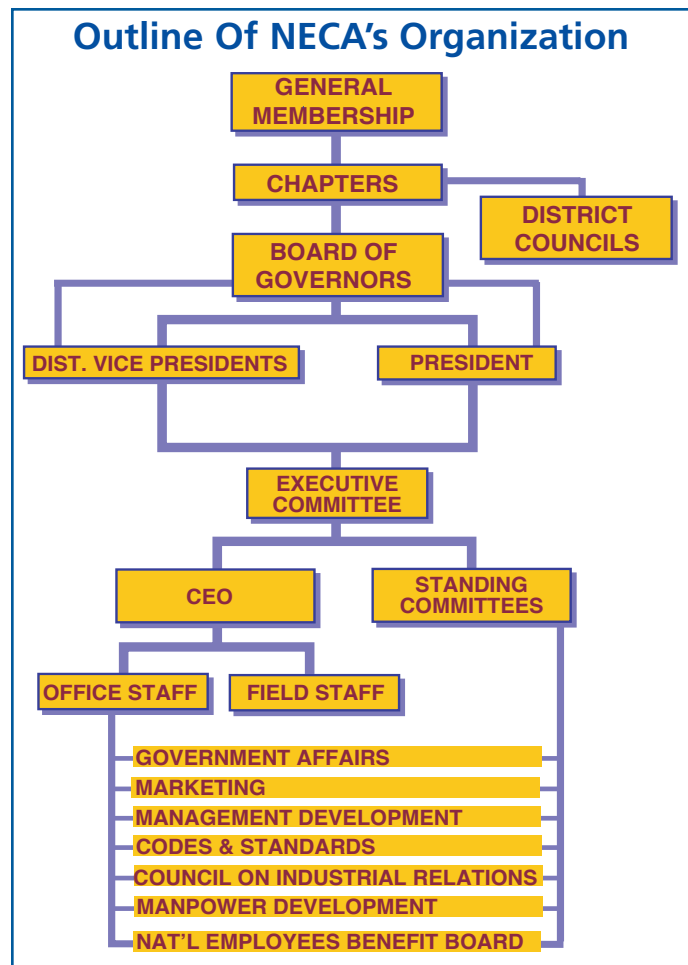 Outline Of NECA's Organization
GENERAL
MEMBERSHIP
CHAPTERS
DISTRICT
COUNCILS
BOARD OF
GOVERNORS
DIST. VICE PRESIDENTS
PRESIDENT
EXECUTIVE
COMMITTEE
CEO
STANDING
COMMITTEES
OFFICE STAFF
FIELD STAFF
GOVERNMENT AFFAIRS
MARKETING
MANAGEMENT DEVELOPMENT
CODES & STANDARDS
COUNCIL ON INDUSTRIAL RELATIONS
MANPOWER DEVELOPMENT
NAT'L EMPLOYEES BENEFIT BOARD